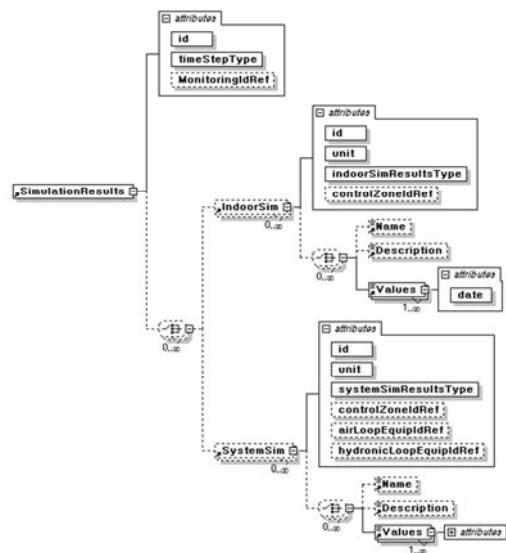 attributes
id
timeStepType
MonitoringIdRef
SimulationResults
0..∞
IndoorSim
0..∞
attributes
id
unit
indoorSimResultsType
controlZoneIdRef
0..∞
Name
Description
Values
1..∞
attributes
date
SystemSim
0..∞
attributes
id
unit
systemSimResultsType
controlZoneIdRef
airLoopEquipIdRef
hydronicLoopEquipIdRef
0..∞
Name
Description
Values
1..∞
attributes